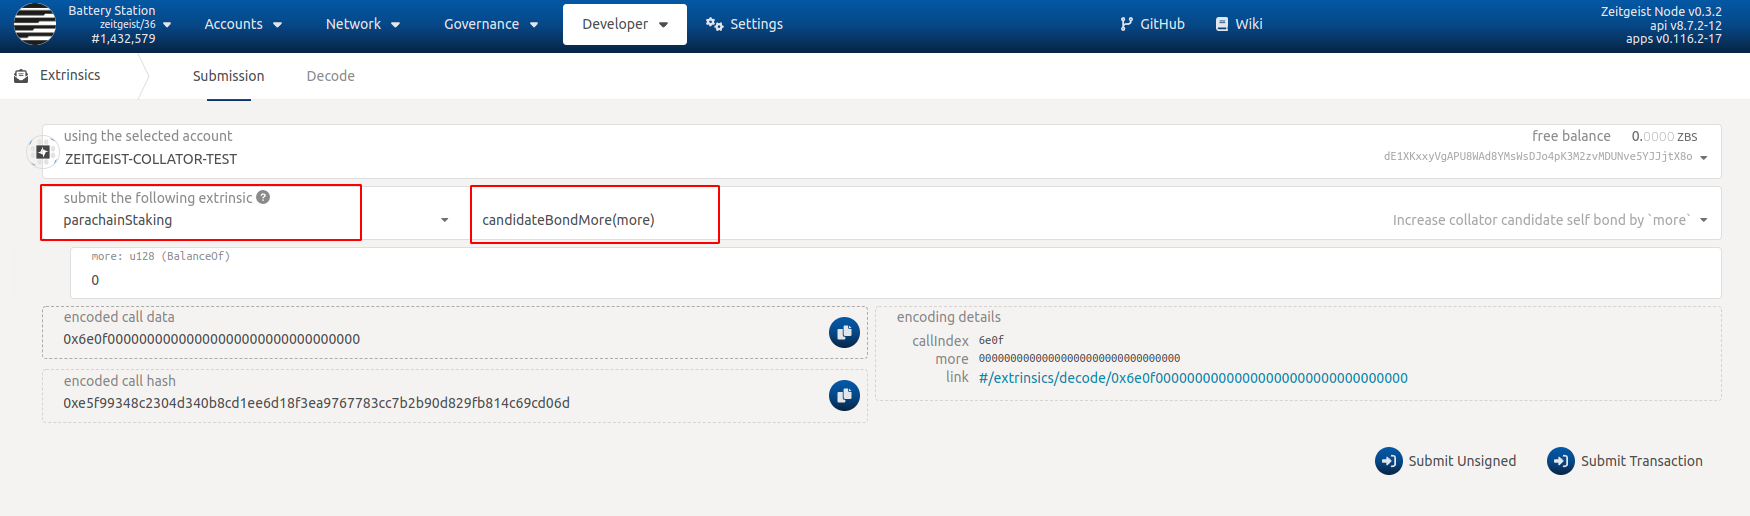 Battery Station
zeitgeist/36
#1,432,579
Accounts
Network
Governance
Developer
Settings
GitHub
Wiki
Zeitgeist Node v0.3.2
api v8.7.2-12
apps v0.116.2-17
Extrinsics
Submission
Decode
using the selected account
ZEITGEIST-COLLATOR-TEST
free balance 0.0000 ZBS
dE1XKxxyVgAPU8WAd8YMsWsDJo4pK3M2zvMDUNve5YJJjtX8o
submit the following extrinsic ?
parachainStaking
candidateBondMore(more)
Increase collator candidate self bond by `more`
more: u128 (BalanceOf)
0
encoded call data
0x6e0f00000000000000000000000000000000
encoded call hash
0xe5f99348c2304d340b8cd1ee6d18f3ea9767783cc7b2b90d829fb814c69cd06d
encoding details
callIndex 6e0f
more 00000000000000000000000000000000
link #/extrinsics/decode/0x6e0f00000000000000000000000000000000
Submit Unsigned
Submit Transaction